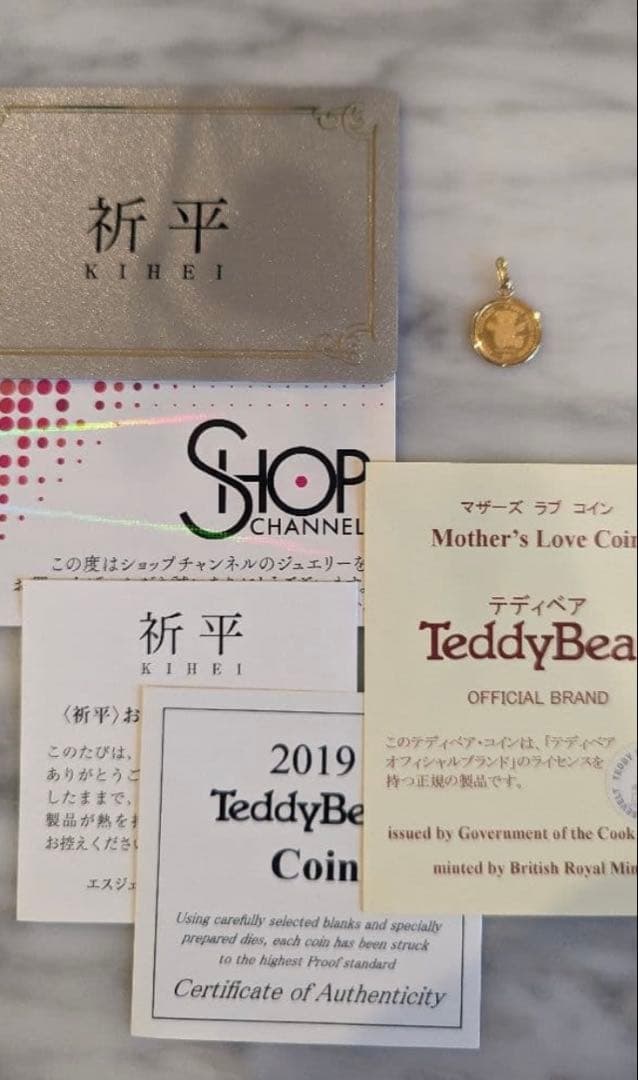 祈平
KIHEI
SHOP
CHANNEL
この度はショップチャンネルのジュエリーを
マザーズ ラブ コイン
Mother's Love Coin
テディベア
TeddyBea
OFFICIAL BRAND
このテディベア・コインは、「テディベア
オフィシャルブランド」のライセンスを
持つ正規の製品です。
issued by Government of the Cook
minted by British Royal Min
祈平
KIHEI
〈祈平〉お
このたびは、
ありがとうご
したままで、
製品が熱を
お控えくださ
エスジェ
2019
TeddyBea
Coin
Using carefully selected blanks and specially
prepared dies, each coin has been struck
to the highest Proof standard
Certificate of Authenticity